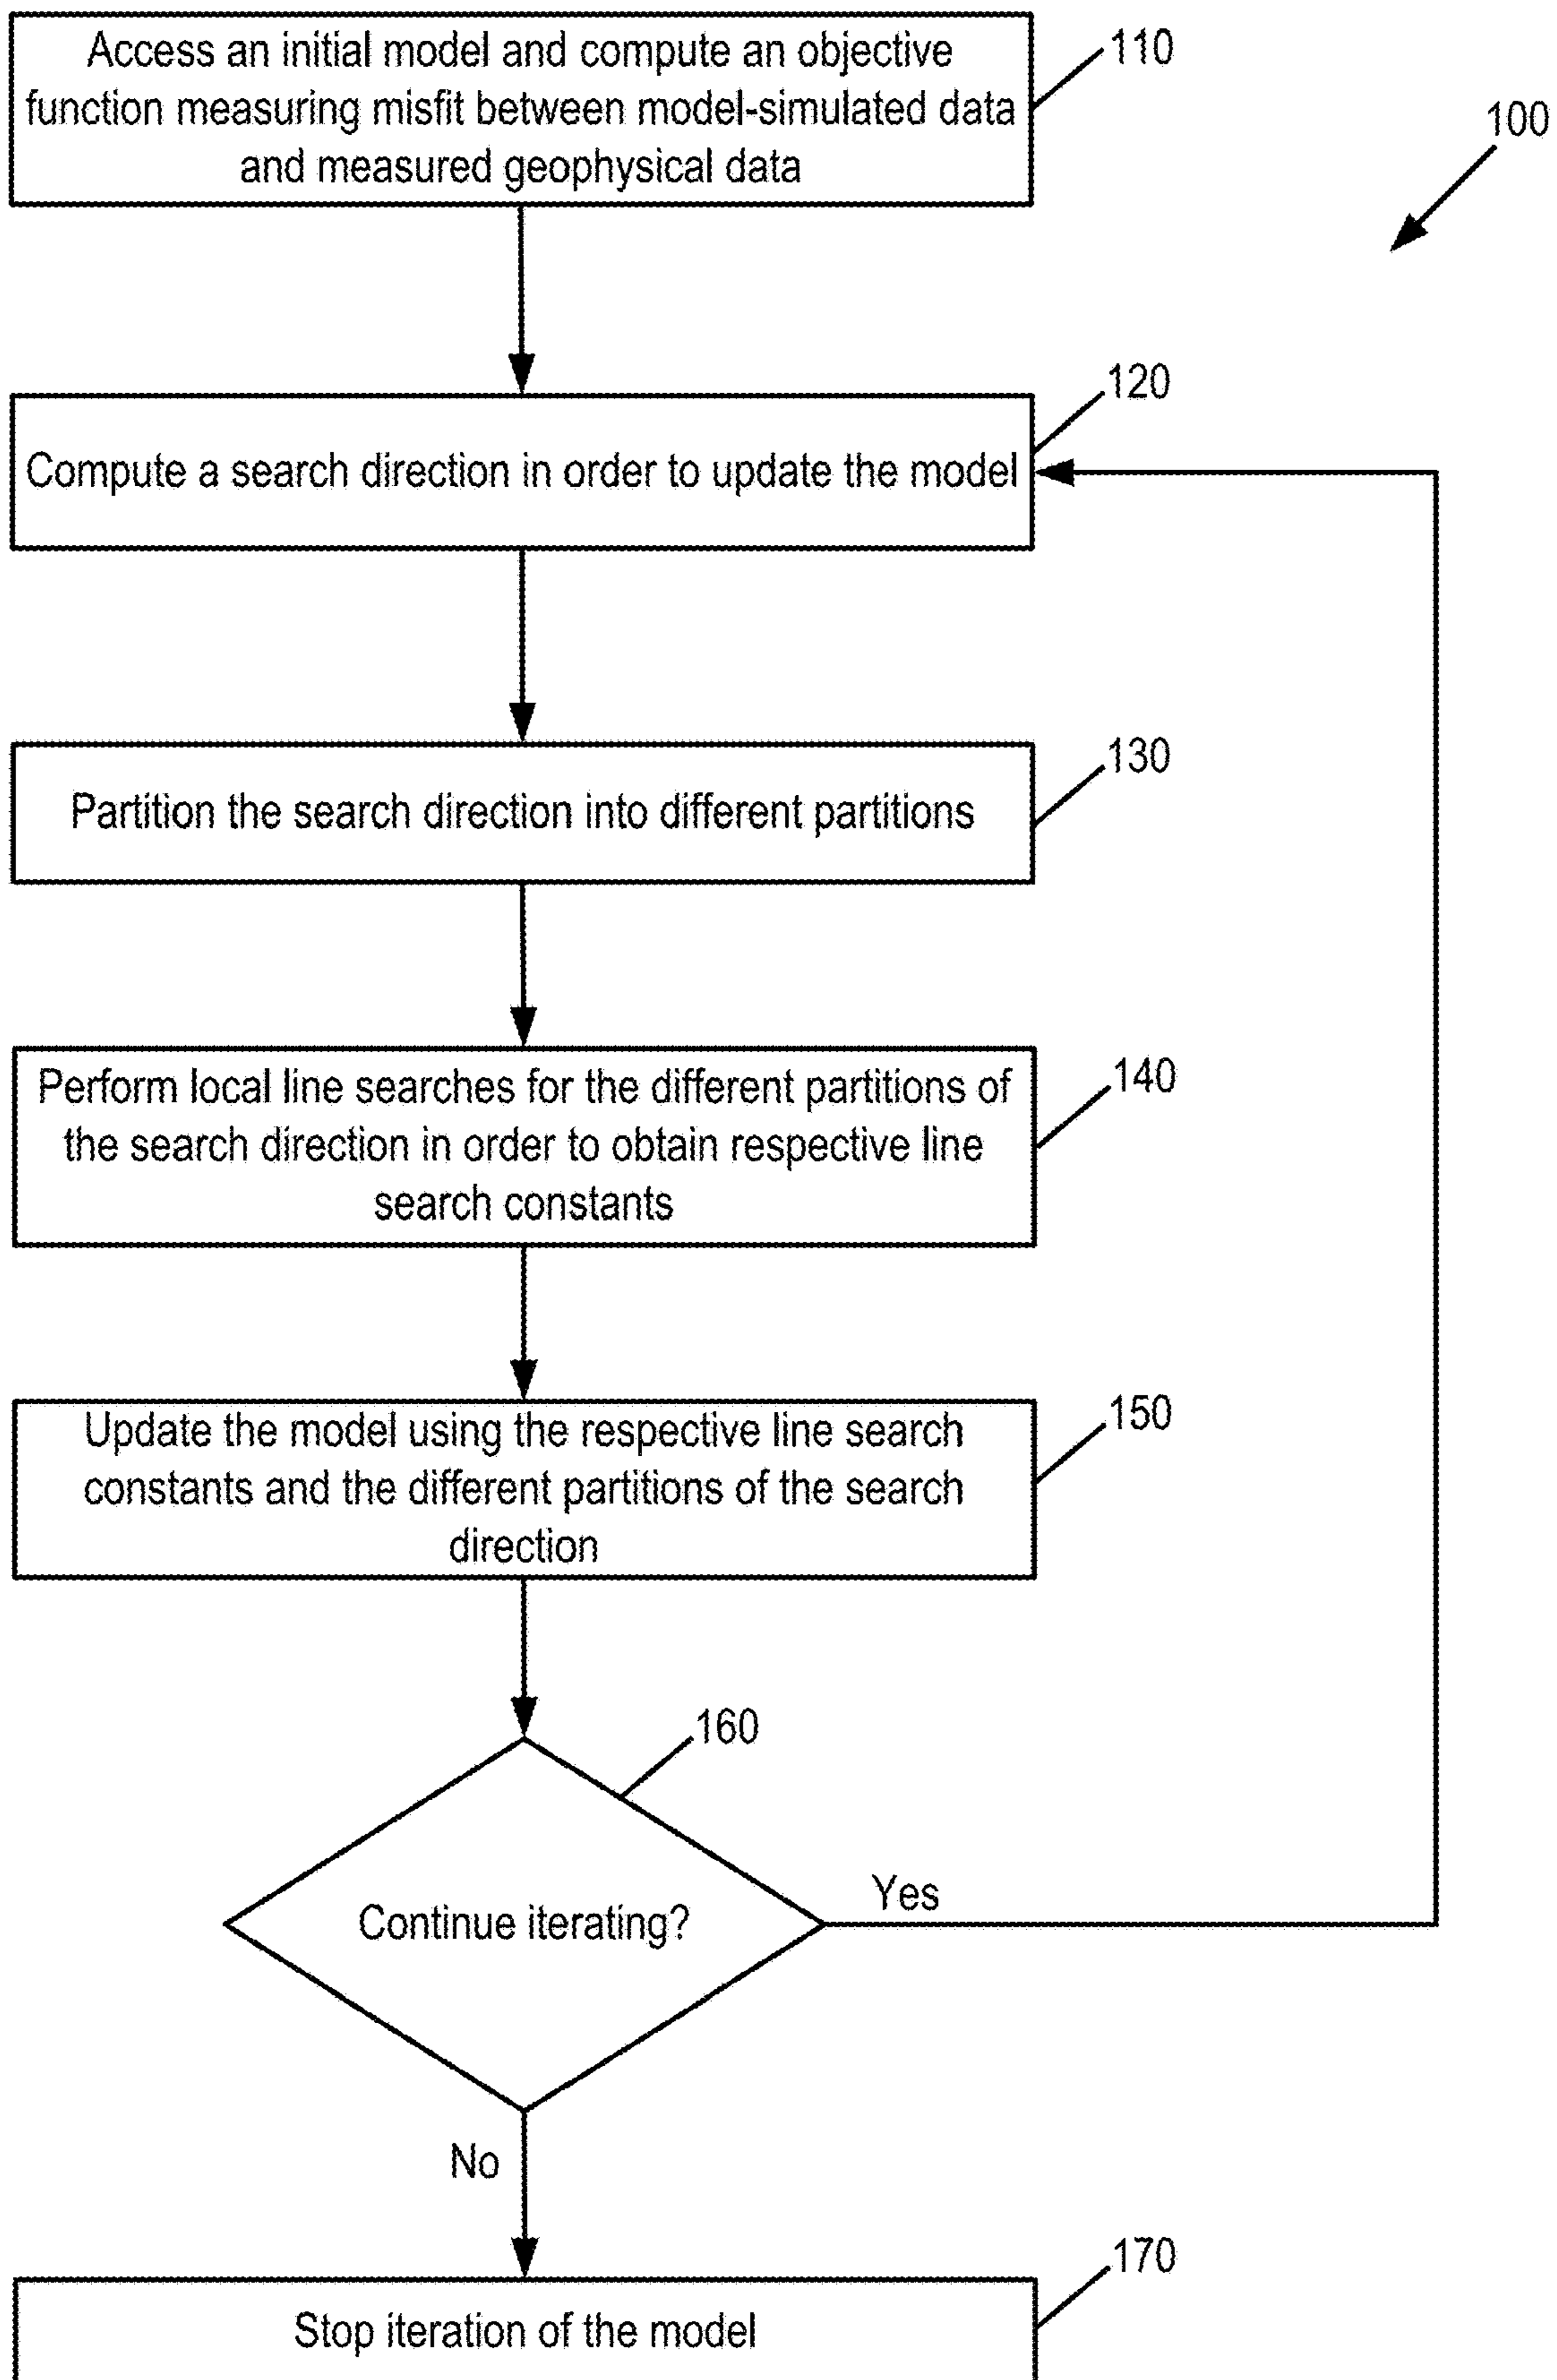 Access an initial model and compute an objective
function measuring misfit between model-simulated data
and measured geophysical data
110
100
120
Compute a search direction in order to update the model
130
Partition the search direction into different partitions
140
Perform local line searches for the different partitions of
the search direction in order to obtain respective line
search constants
150
Update the model using the respective line search
constants and the different partitions of the search
direction
160
Continue iterating?
Yes
No
170
Stop iteration of the model